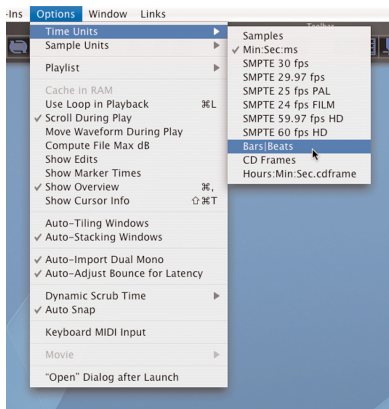 -Ins Options Window Links
Time Units
Sample Units
Playlist
Cache in RAM
Use Loop in Playback ⌘L
✓ Scroll During Play
Move Waveform During Play
Compute File Max dB
Show Edits
Show Marker Times
✓ Show Overview ⌘,
Show Cursor Info ⇧⌘T
Auto-Tiling Windows
✓ Auto-Stacking Windows
✓ Auto-Import Dual Mono
✓ Auto-Adjust Bounce for Latency
Dynamic Scrub Time
✓ Auto Snap
Keyboard MIDI Input
Movie
“Open” Dialog after Launch
Toolbar
Samples
✓ Min:Sec:ms
SMPTE 30 fps
SMPTE 29.97 fps
SMPTE 25 fps PAL
SMPTE 24 fps FILM
SMPTE 59.97 fps HD
SMPTE 60 fps HD
Bars|Beats
CD Frames
Hours:Min:Sec.cdframe